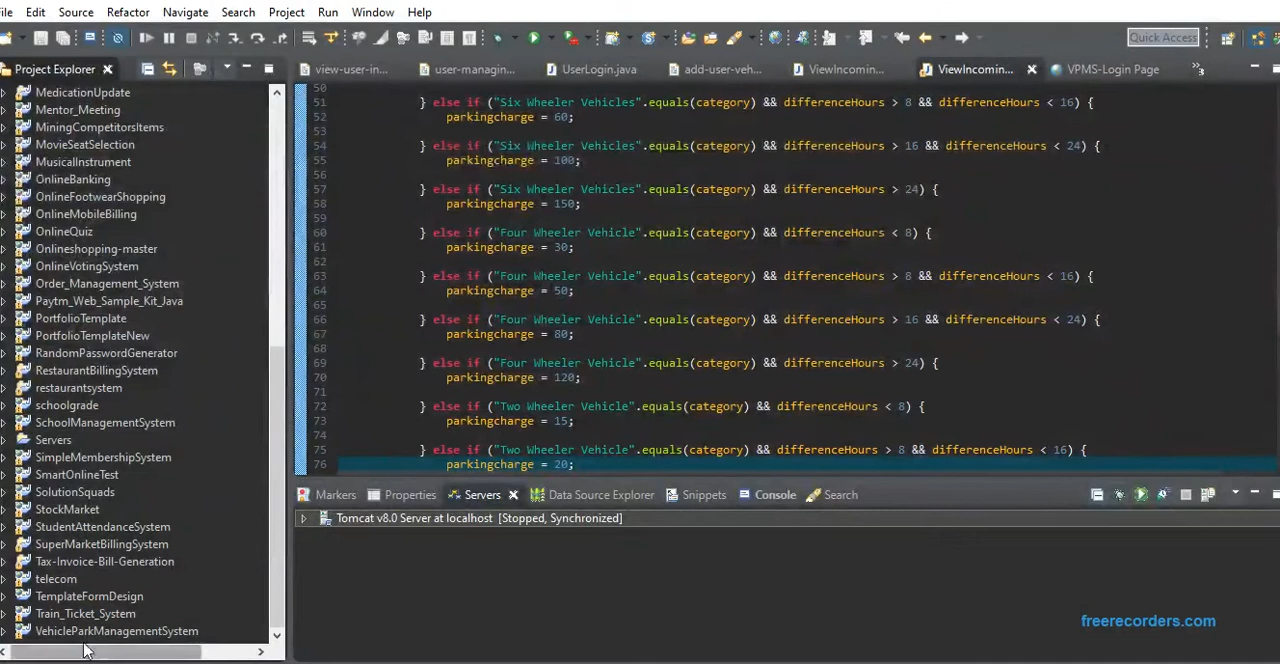 File Source Refactor Navigate Search Project Run Window Help
Quick Access
Project Explorer
view-user-in... user-managin... UserLogin.java add-user-veh... ViewIncomin... ViewIncomin... VPMS-Login Page »3
MedicationUpdate
Mentor_Meeting
MiningCompetitorsItems
MovieSeatSelection
MusicalInstrument
OnlineBanking
OnlineFootwearShopping
OnlineMobileBilling
OnlineQuiz
Onlineshopping-master
OnlineVotingSystem
Order_Management_System
Paytm_Web_Sample_Kit_Java
PortfolioTemplate
PortfolioTemplateNew
RandomPasswordGenerator
RestaurantBillingSystem
restaurantsystem
schoolgrade
SchoolManagementSystem
Servers
SimpleMembershipSystem
SmartOnlineTest
SolutionSquads
StockMarket
StudentAttendanceSystem
SuperMarketBillingSystem
Tax-Invoice-Bill-Generation
telecom
TemplateFormDesign
Train_Ticket_System
VehicleParkManagementSystem
50
51 } else if ("Six Wheeler Vehicles".equals(category) && differenceHours > 8 && differenceHours < 16) {
52 parkingcharge = 60;
53
54 } else if ("Six Wheeler Vehicles".equals(category) && differenceHours > 16 && differenceHours < 24) {
55 parkingcharge = 100;
56
57 } else if ("Six Wheeler Vehicles".equals(category) && differenceHours > 24) {
58 parkingcharge = 150;
59
60 } else if ("Four Wheeler Vehicle".equals(category) && differenceHours < 8) {
61 parkingcharge = 30;
62
63 } else if ("Four Wheeler Vehicle".equals(category) && differenceHours > 8 && differenceHours < 16) {
64 parkingcharge = 50;
65
66 } else if ("Four Wheeler Vehicle".equals(category) && differenceHours > 16 && differenceHours < 24) {
67 parkingcharge = 80;
68
69 } else if ("Four Wheeler Vehicle".equals(category) && differenceHours > 24) {
70 parkingcharge = 120;
71
72 } else if ("Two Wheeler Vehicle".equals(category) && differenceHours < 8) {
73 parkingcharge = 15;
74
75 } else if ("Two Wheeler Vehicle".equals(category) && differenceHours > 8 && differenceHours < 16) {
76 parkingcharge = 20;
Markers Properties Servers Data Source Explorer Snippets Console Search
Tomcat v8.0 Server at localhost [Stopped, Synchronized]
freerecorders.com